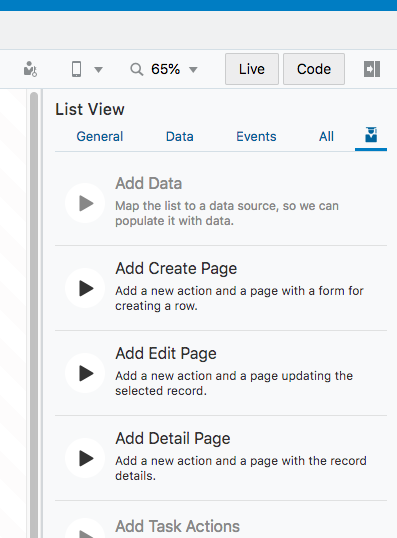 65%
Live
Code
List View
General
Data
Events
All
Add Data
Map the list to a data source, so we can
populate it with data.
Add Create Page
Add a new action and a page with a form for
creating a row.
Add Edit Page
Add a new action and a page updating the
selected record.
Add Detail Page
Add a new action and a page with the record
details.
Add Task Actions